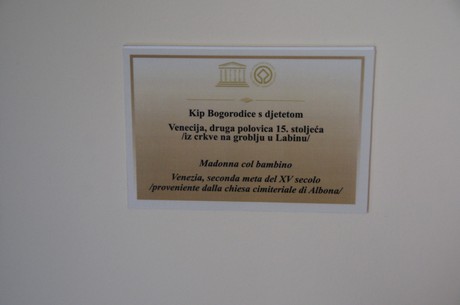 Kip Bogorodice s djetetom
Venecija, druga polovica 15. stoljeća
/iz crkve na groblju u Labinu/
Madonna col bambino
Venezia, seconda meta del XV secolo
/proveniente dalla chiesa cimiteriale di Albona/